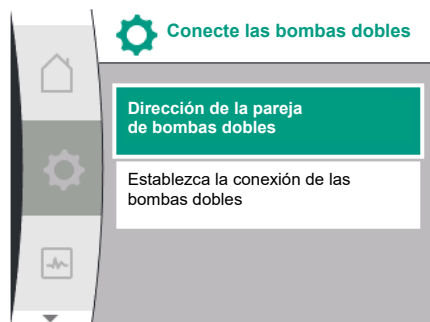 Conecte las bombas dobles
Dirección de la pareja
de bombas dobles
Establezca la conexión de las
bombas dobles